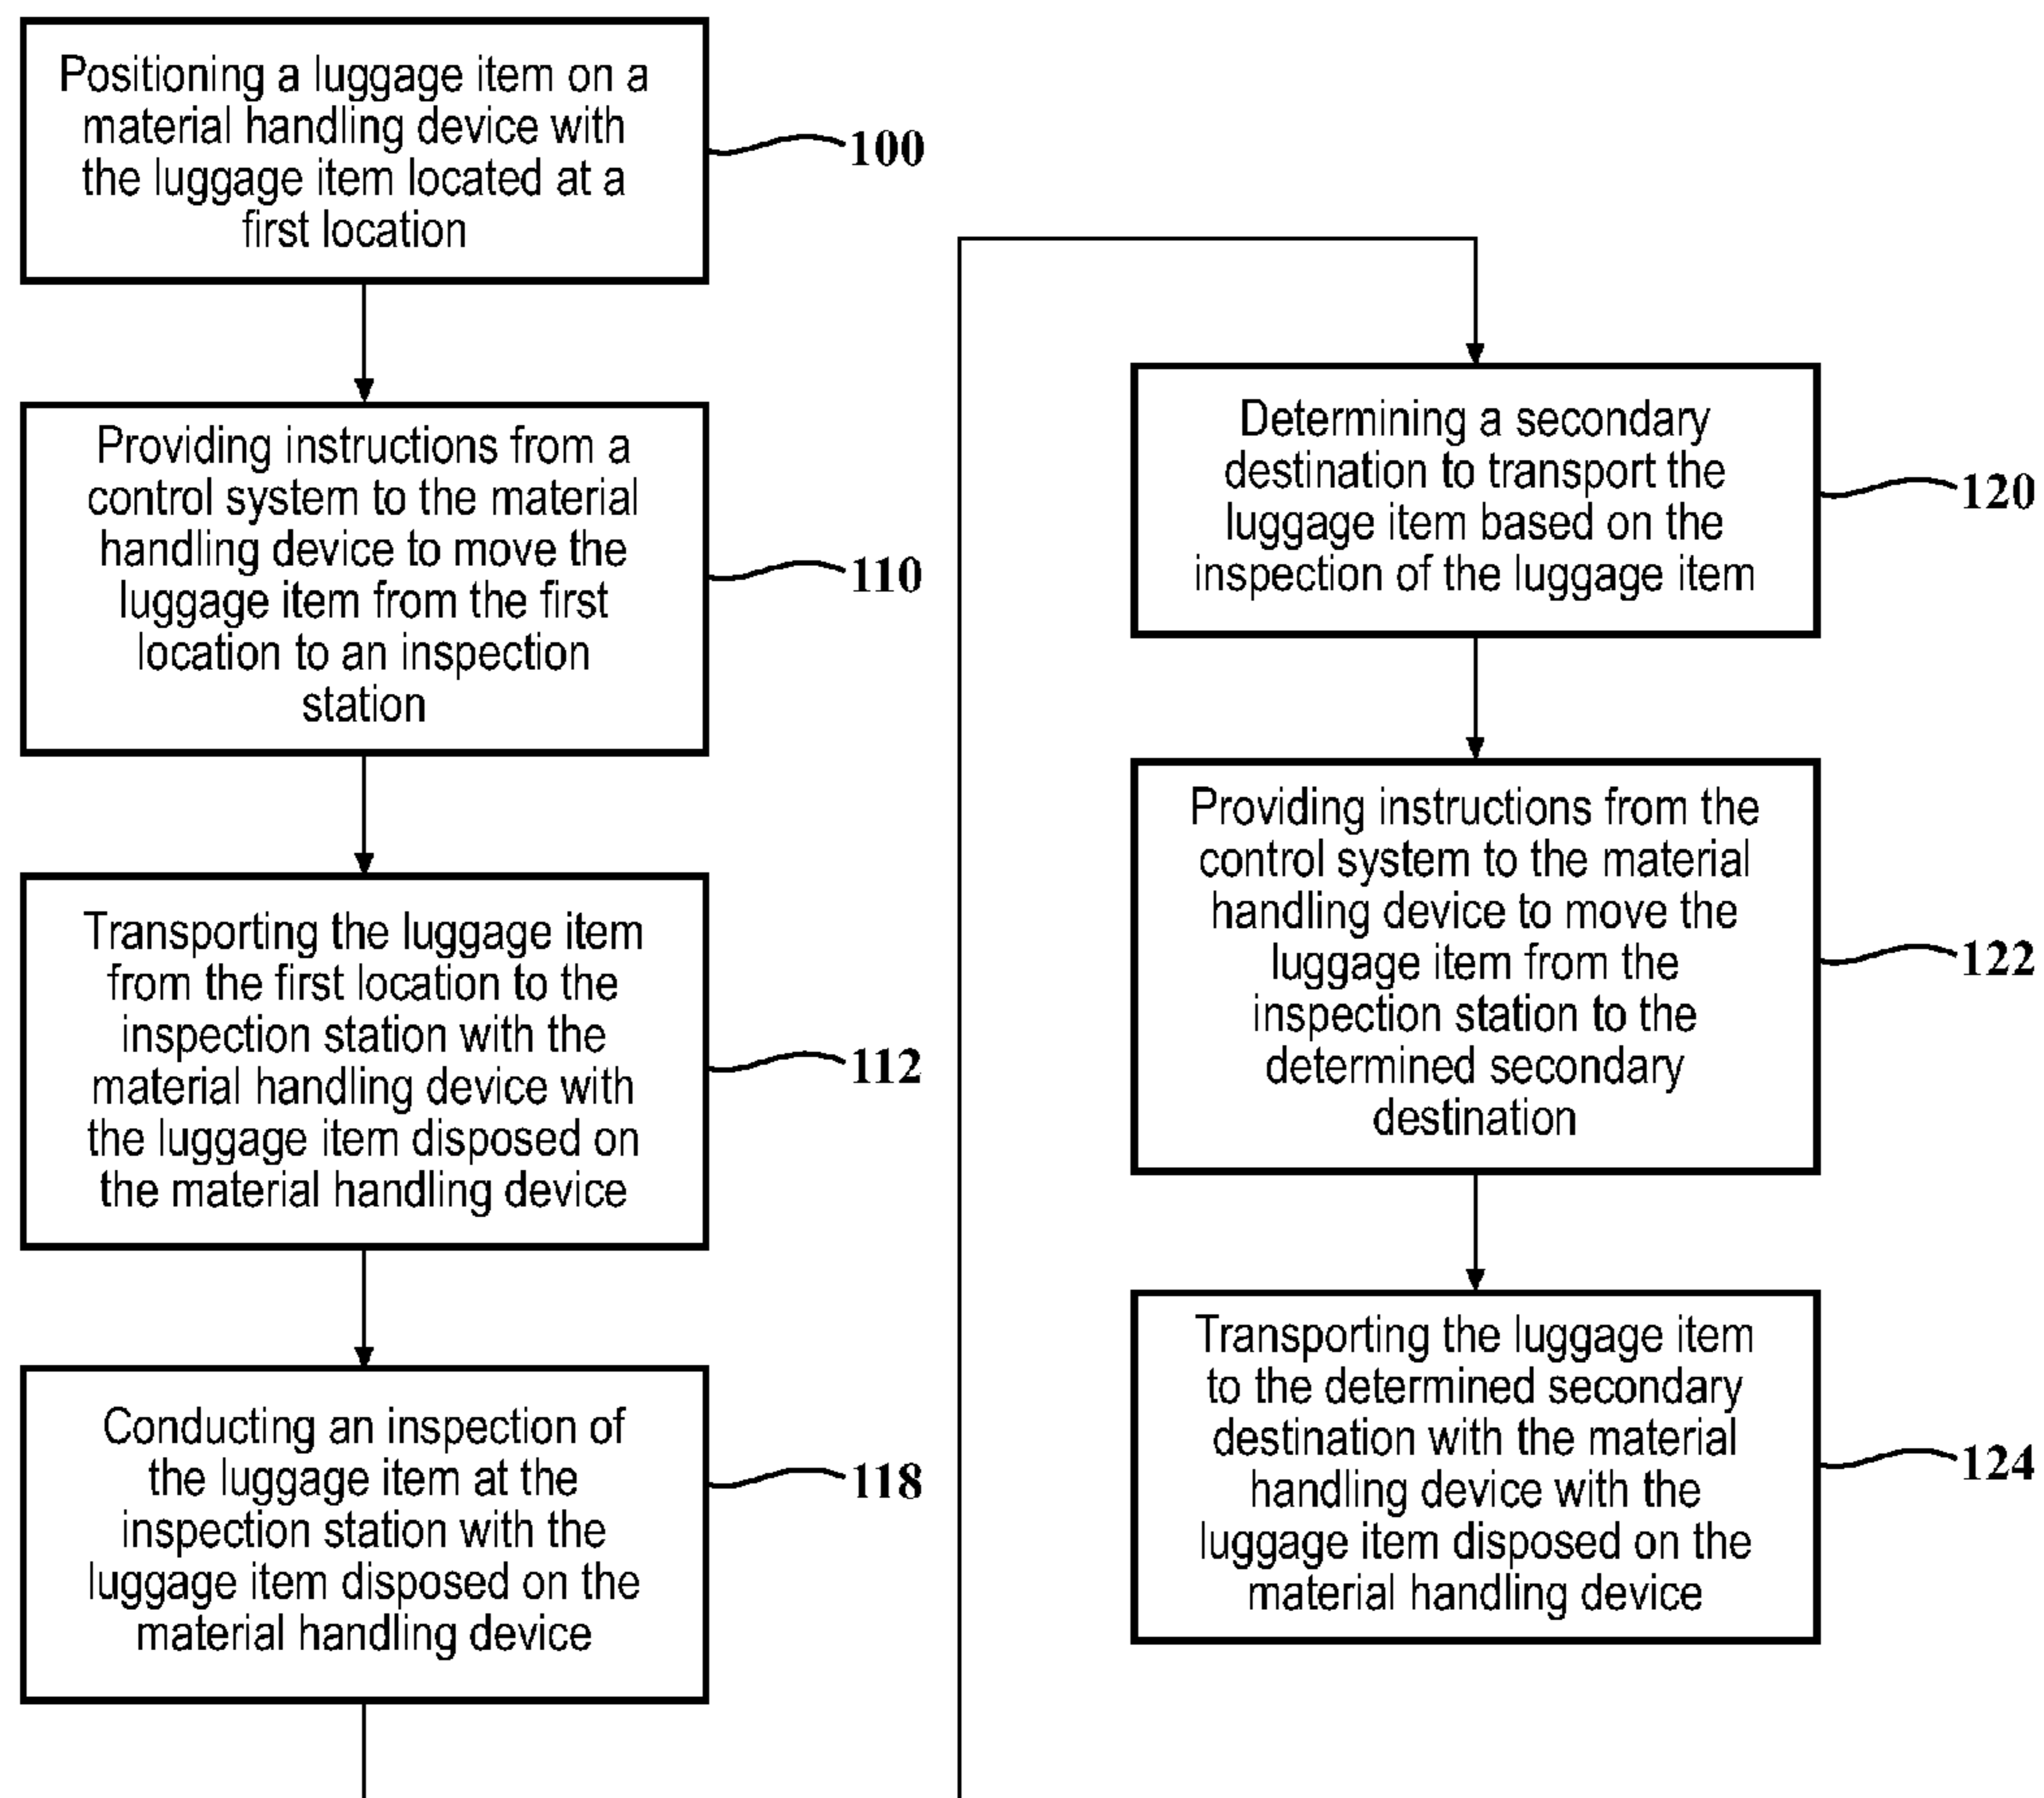 Positioning a luggage item on a
material handling device with
the luggage item located at a
first location
100
Providing instructions from a
control system to the material
handling device to move the
luggage item from the first
location to an inspection
station
110
Transporting the luggage item
from the first location to the
inspection station with the
material handling device with
the luggage item disposed on
the material handling device
112
Conducting an inspection of
the luggage item at the
inspection station with the
luggage item disposed on the
material handling device
118
Determining a secondary
destination to transport the
luggage item based on the
inspection of the luggage item
120
Providing instructions from the
control system to the material
handling device to move the
luggage item from the
inspection station to the
determined secondary
destination
122
Transporting the luggage item
to the determined secondary
destination with the material
handling device with the
luggage item disposed on the
material handling device
124